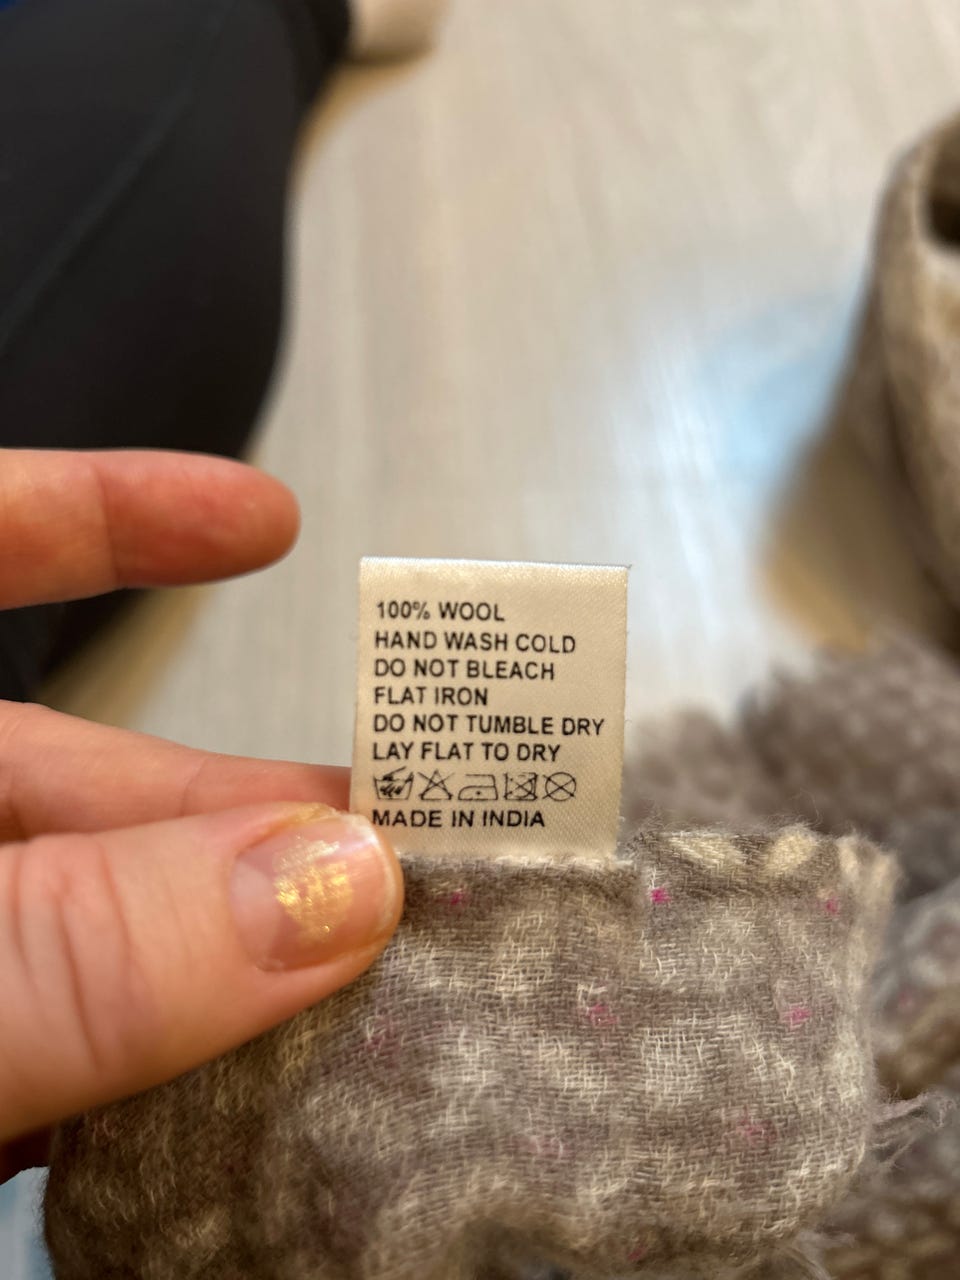 100% WOOL
HAND WASH COLD
DO NOT BLEACH
FLAT IRON
DO NOT TUMBLE DRY
LAY FLAT TO DRY
MADE IN INDIA